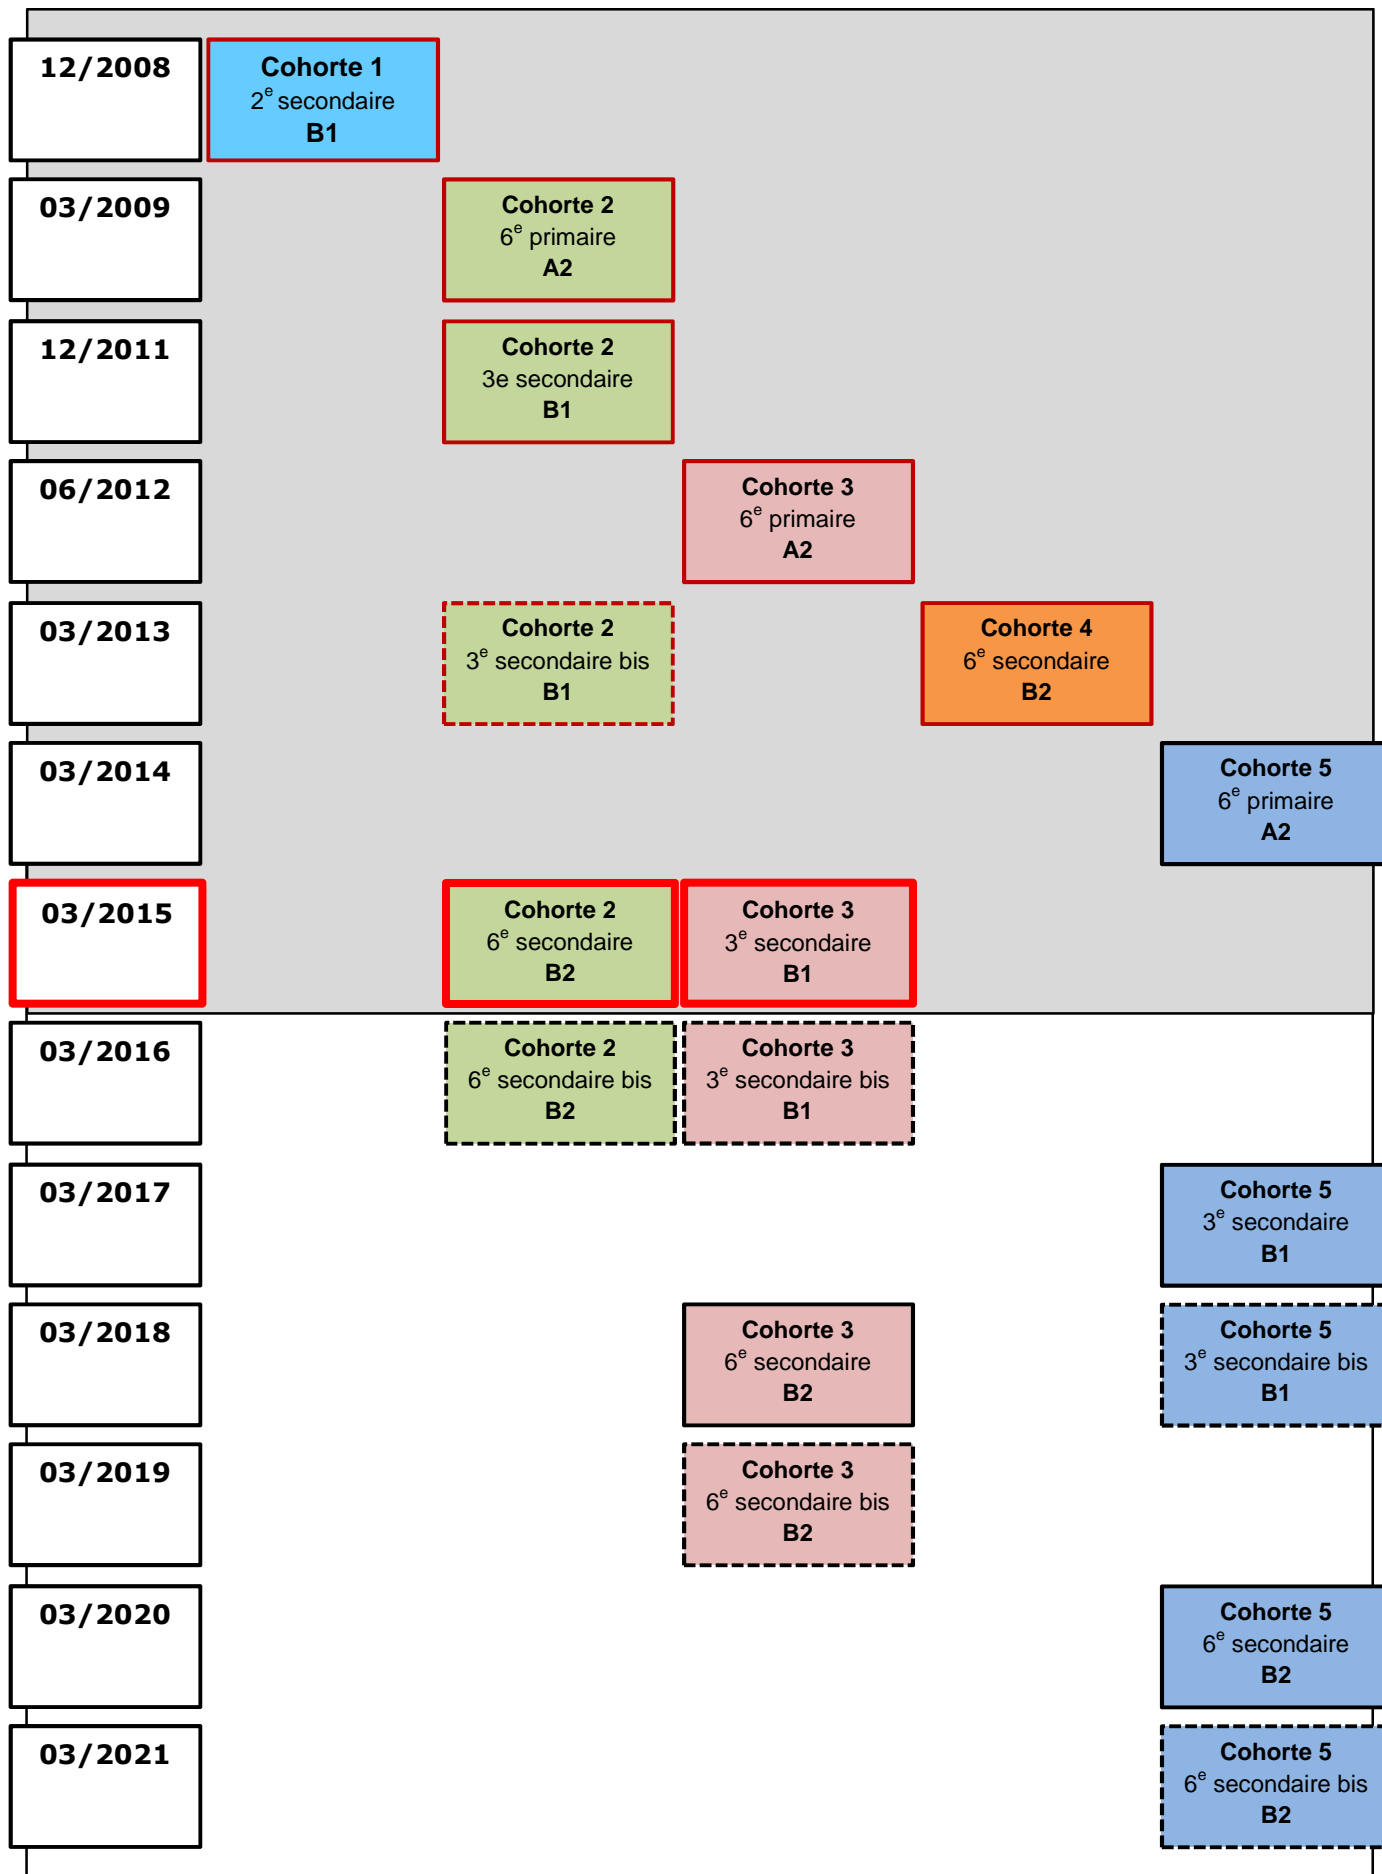 12/2008
Cohorte 1
2e secondaire
B1
03/2009
Cohorte 2
6e primaire
A2
12/2011
Cohorte 2
3e secondaire
B1
06/2012
Cohorte 3
6e primaire
A2
03/2013
Cohorte 2
3e secondaire bis
B1
Cohorte 4
6e secondaire
B2
03/2014
Cohorte 5
6e primaire
A2
03/2015
Cohorte 2
6e secondaire
B2
Cohorte 3
3e secondaire
B1
03/2016
Cohorte 2
6e secondaire bis
B2
Cohorte 3
3e secondaire bis
B1
03/2017
Cohorte 5
3e secondaire
B1
03/2018
Cohorte 3
6e secondaire
B2
Cohorte 5
3e secondaire bis
B1
03/2019
Cohorte 3
6e secondaire bis
B2
03/2020
Cohorte 5
6e secondaire
B2
03/2021
Cohorte 5
6e secondaire bis
B2